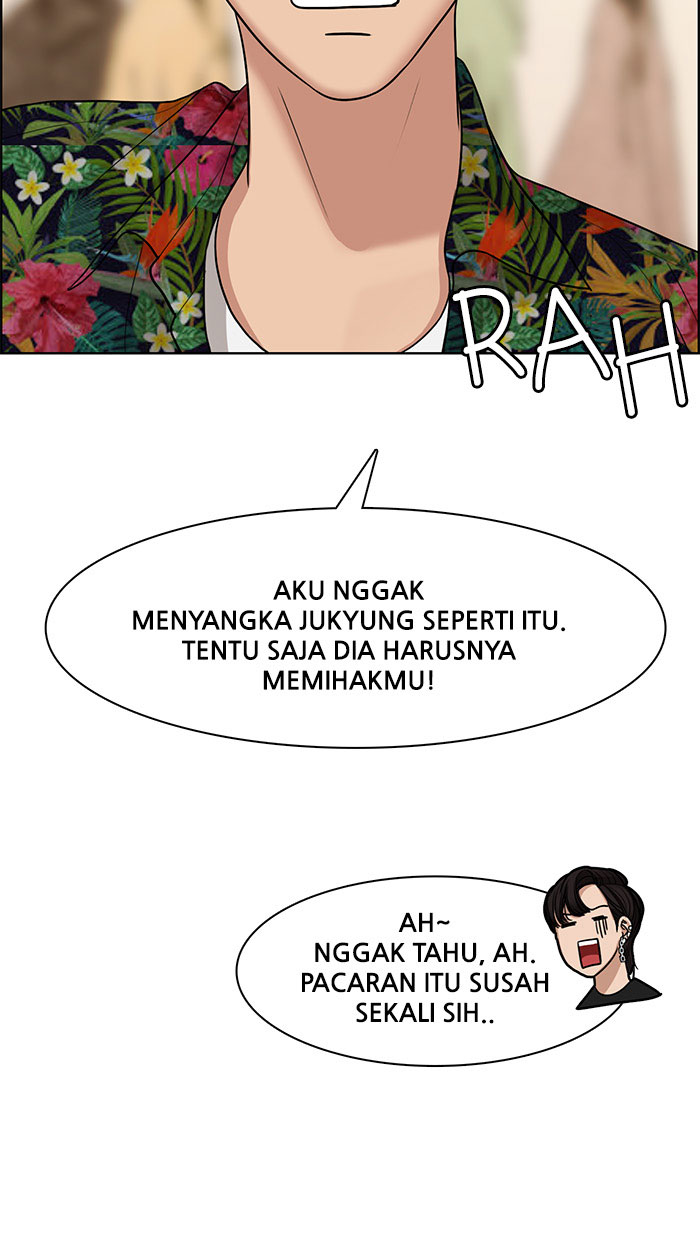 RAH
AKU NGGAK
MENYANGKA JUKYUNG SEPERTI ITU.
TENTU SAJA DIA HARUSNYA
MEMIHAKMU!
AH~
NGGAK TAHU, AH.
PACARAN ITU SUSAH
SEKALI SIH..